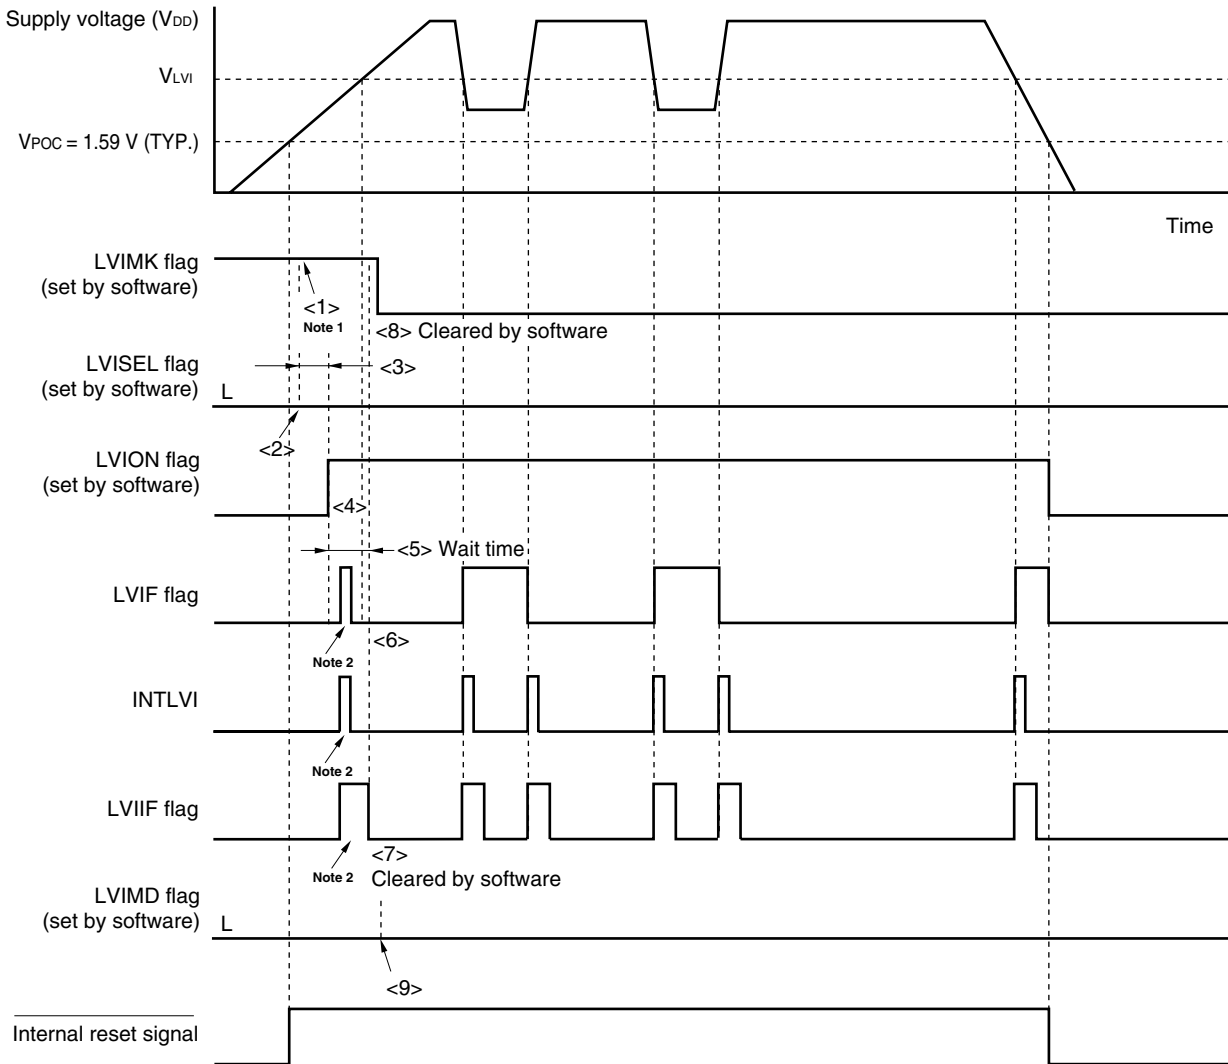 Supply voltage (VDD)
VLVI
VPOC = 1.59 V (TYP.)
Time
LVIMK flag
(set by software)
<1>
Note 1
<8> Cleared by software
LVISEL flag
(set by software)
L
<3>
<2>
LVION flag
(set by software)
<4>
<5> Wait time
LVIF flag
<6>
Note 2
INTLVI
Note 2
LVIIF flag
Note 2
<7>
Cleared by software
LVIMD flag
(set by software)
L
<9>
Internal reset signal